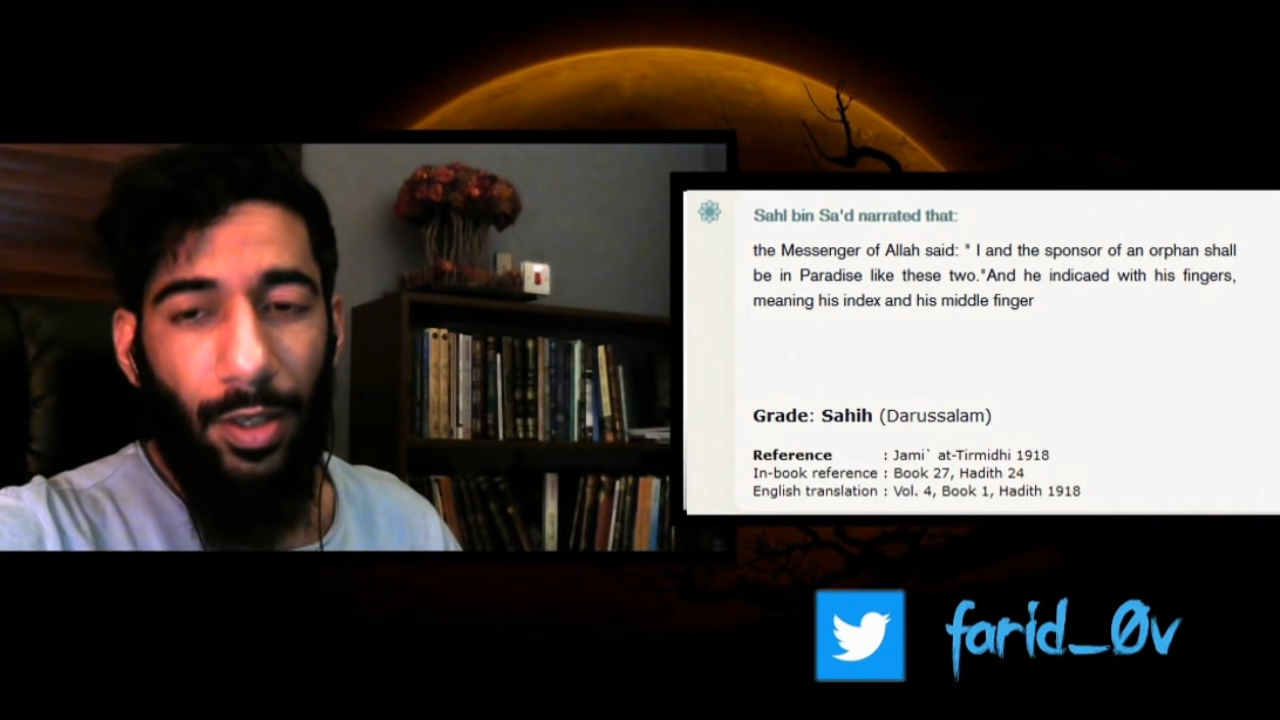 Sahl bin Sa'd narrated that:
the Messenger of Allah said: " I and the sponsor of an orphan shall
be in Paradise like these two."And he indicaed with his fingers,
meaning his index and his middle finger
Grade: Sahih (Darussalam)
Reference : Jami` at-Tirmidhi 1918
In-book reference : Book 27, Hadith 24
English translation : Vol. 4, Book 1, Hadith 1918
farid_0v